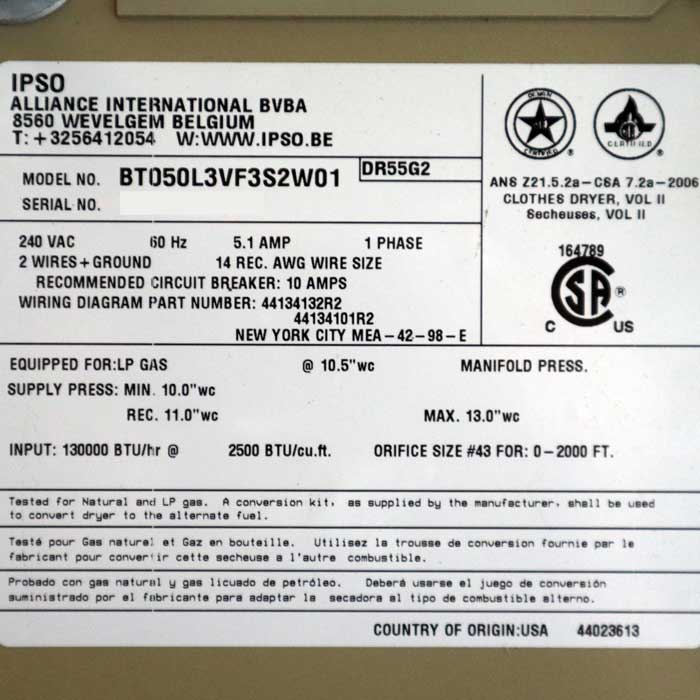 IPSO
ALLIANCE INTERNATIONAL BVBA
8560 WEVELGEM BELGIUM
T: +3256412054 W:WWW.IPSO.BE
MODEL NO. BT050L3VF3S2W01 DR55G2
SERIAL NO.
CERTIFIED
ANS Z21.5.2a-CSA 7.2a-2006
CLOTHES DRYER, VOL II
Secheuses, VOL II
164789
CSA ®
C US
240 VAC 60 Hz 5.1 AMP 1 PHASE
2 WIRES+GROUND 14 REC. AWG WIRE SIZE
RECOMMENDED CIRCUIT BREAKER: 10 AMPS
WIRING DIAGRAM PART NUMBER: 44134132R2
44134101R2
NEW YORK CITY MEA-42-98-E
EQUIPPED FOR:LP GAS @ 10.5"wc MANIFOLD PRESS.
SUPPLY PRESS: MIN. 10.0"wc
REC. 11.0"wc MAX. 13.0"wc
INPUT: 130000 BTU/hr @ 2500 BTU/cu.ft. ORIFICE SIZE #43 FOR: 0-2000 FT.
Tested for Natural and LP gas. A conversion kit, as supplied by the manufacturer, shall be used
to convert dryer to the alternate fuel.
Testé pour Gas naturel et Gaz en bouteille. Utilisez la trousse de conversion fournie par le
fabricant pour convertir cette secheuse a l'autre combustible.
Probado con gas natural y gas licuado de petróleo. Deberá usarse el juego de conversión
suministrado por el fabricante para adaptar la secadora al tipo de combustible alterno.
COUNTRY OF ORIGIN:USA 44023613